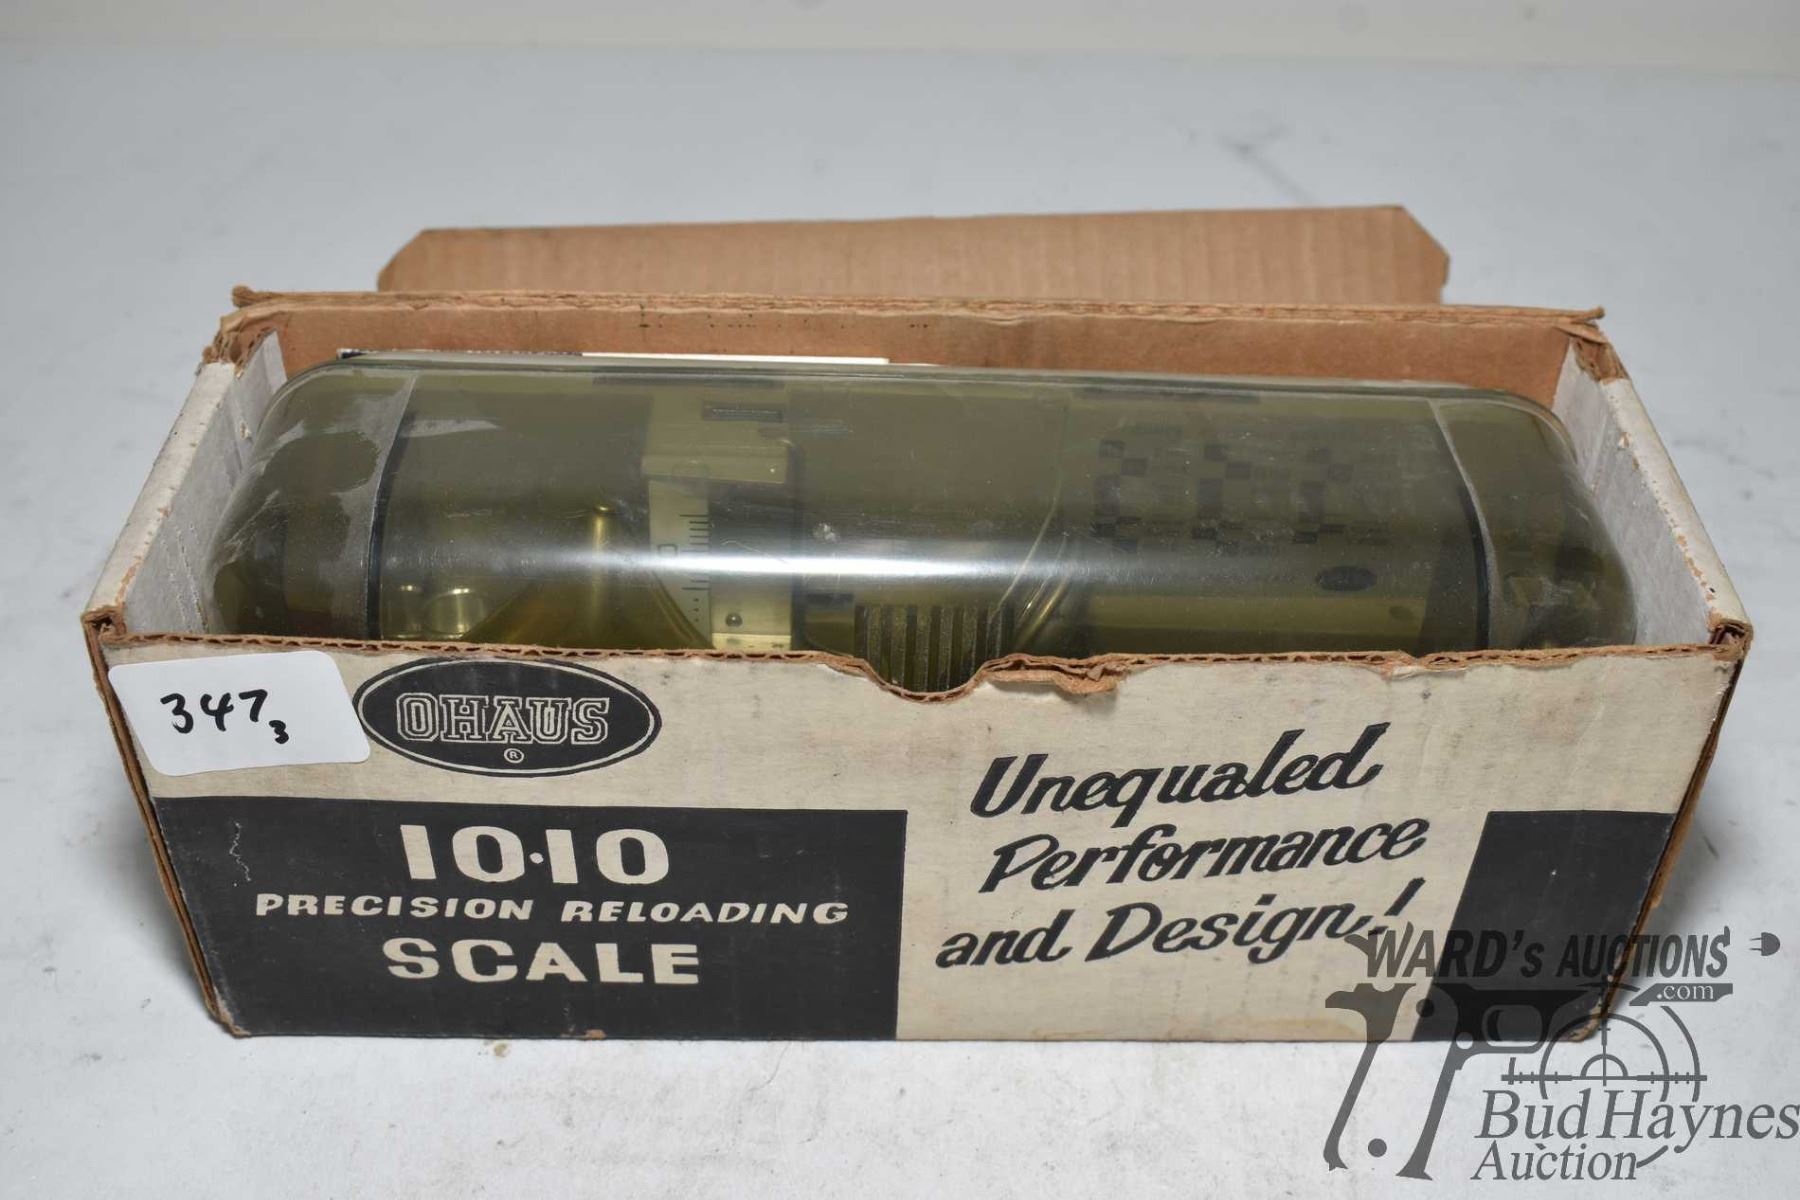 347
3
OHAUS
®
10·10
PRECISION RELOADING
SCALE
Unequaled
Performance
and Design!
WARD's AUCTIONS
.com
Bud Haynes
Auction